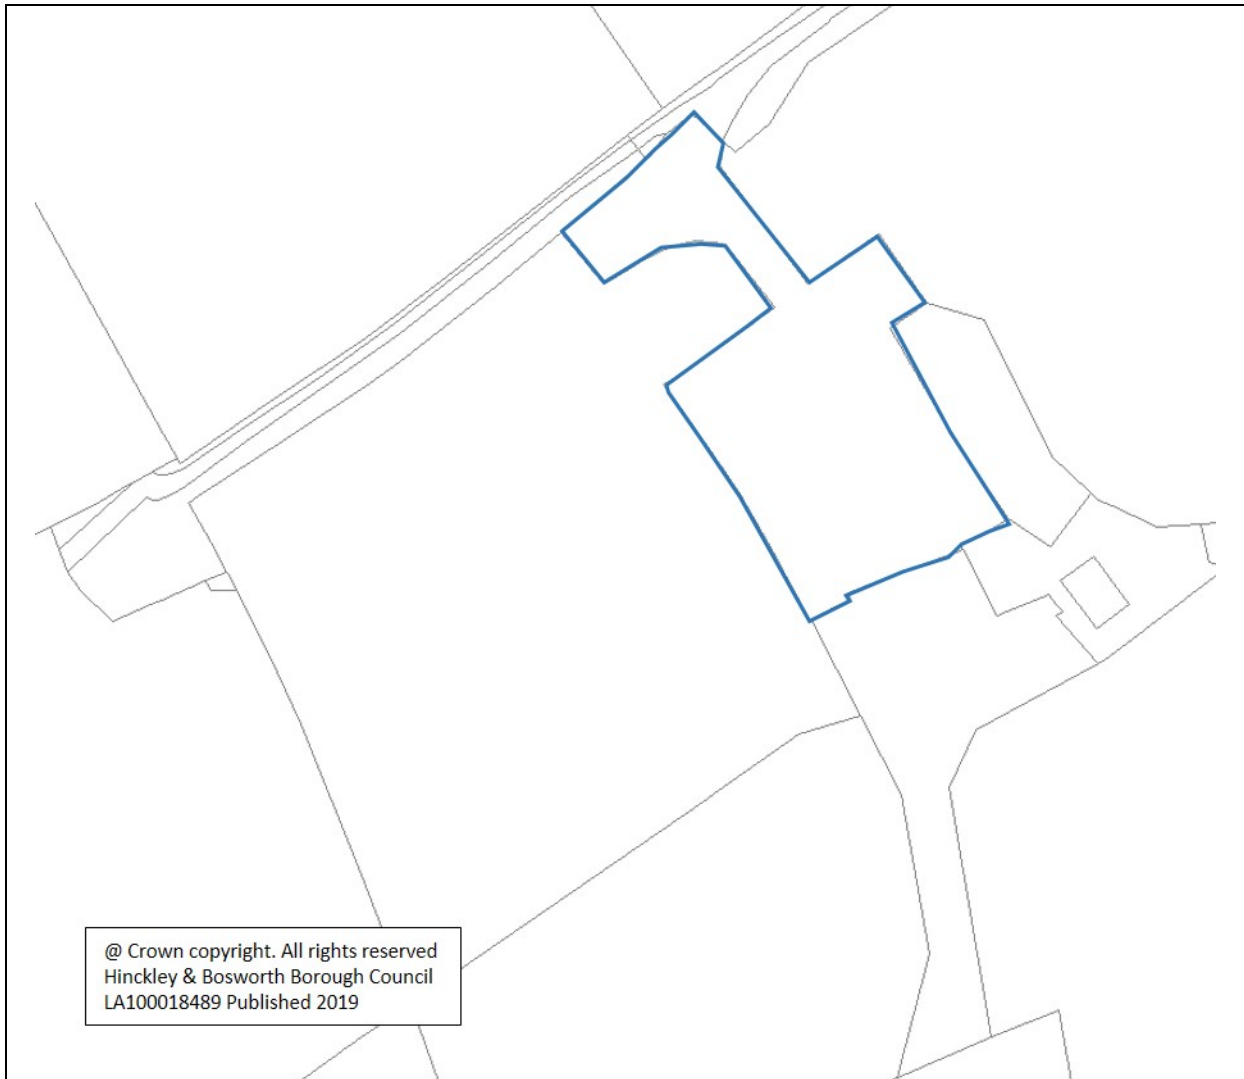 @ Crown copyright. All rights reserved
Hinckley & Bosworth Borough Council
LA100018489 Published 2019